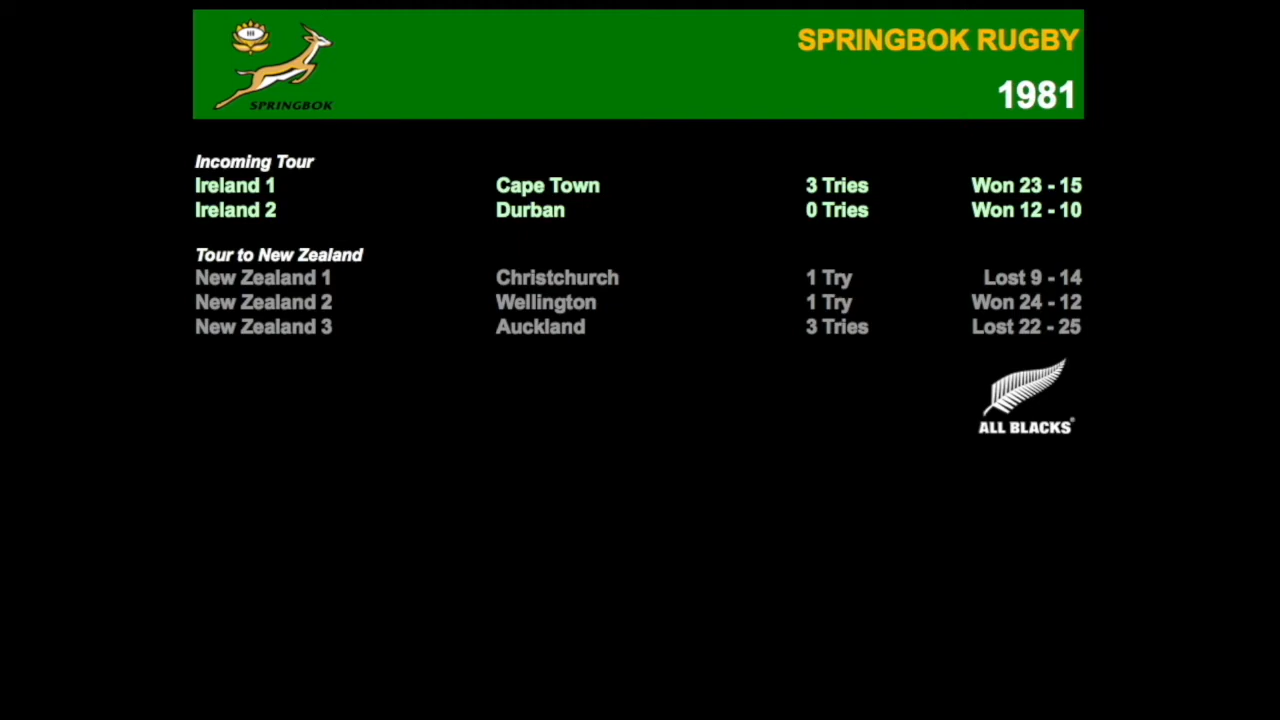 SPRINGBOK RUGBY
1981
SPRINGBOK
Incoming Tour
Ireland 1 Cape Town 3 Tries Won 23 - 15
Ireland 2 Durban 0 Tries Won 12 - 10
Tour to New Zealand
New Zealand 1 Christchurch 1 Try Lost 9 - 14
New Zealand 2 Wellington 1 Try Won 24 - 12
New Zealand 3 Auckland 3 Tries Lost 22 - 25
ALL BLACKS®